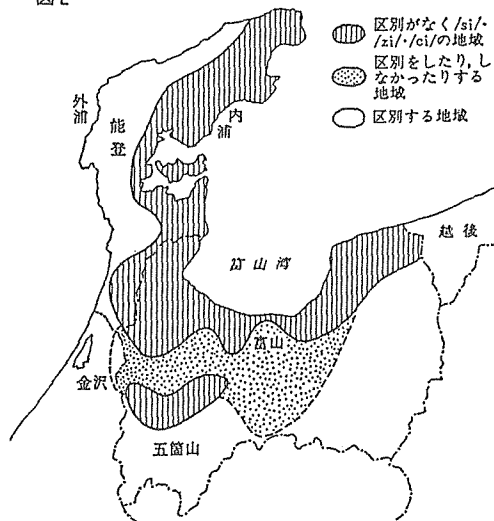 図2
区別がなく/si/・
/zi/・/ci/の地域
区別をしたり,し
なかったりする
地域
区別する地域
外浦
能登
内浦
越後
富山湾
富山
金沢
五箇山